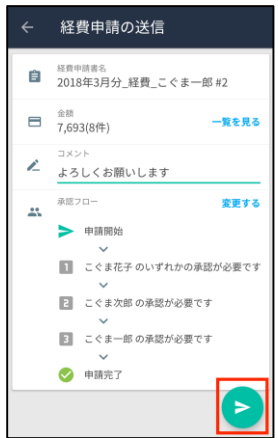 経費申請の送信
経費申請書名
2018年3月分_経費_こぐま一郎 #2
金額
7,693(8件)
一覧を見る
コメント
よろしくお願いします
承認フロー
変更する
申請開始
1 こぐま花子 のいずれかの承認が必要です
2 こぐま次郎 の承認が必要です
3 こぐま一郎 の承認が必要です
申請完了